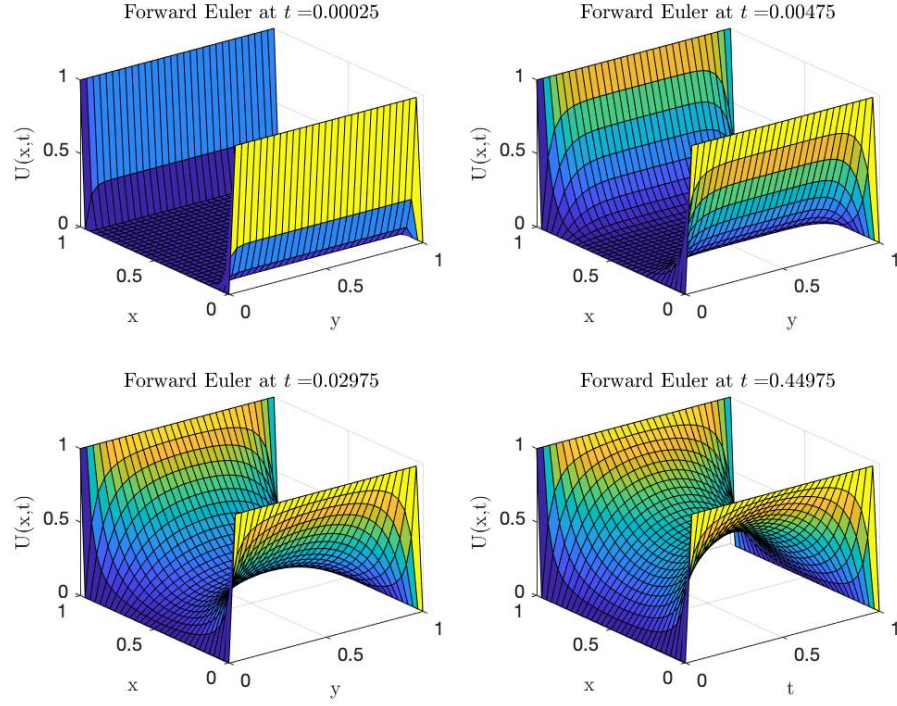 Forward Euler at t =0.00025
1
0.5
0
U(x,t)
1
0.5
0
x
0
0.5
1
y
Forward Euler at t =0.00475
1
0.5
0
U(x,t)
1
0.5
0
x
0
0.5
1
y
Forward Euler at t =0.02975
1
0.5
0
U(x,t)
1
0.5
0
x
0
0.5
1
y
Forward Euler at t =0.44975
1
0.5
0
U(x,t)
1
0.5
0
x
0
0.5
1
t